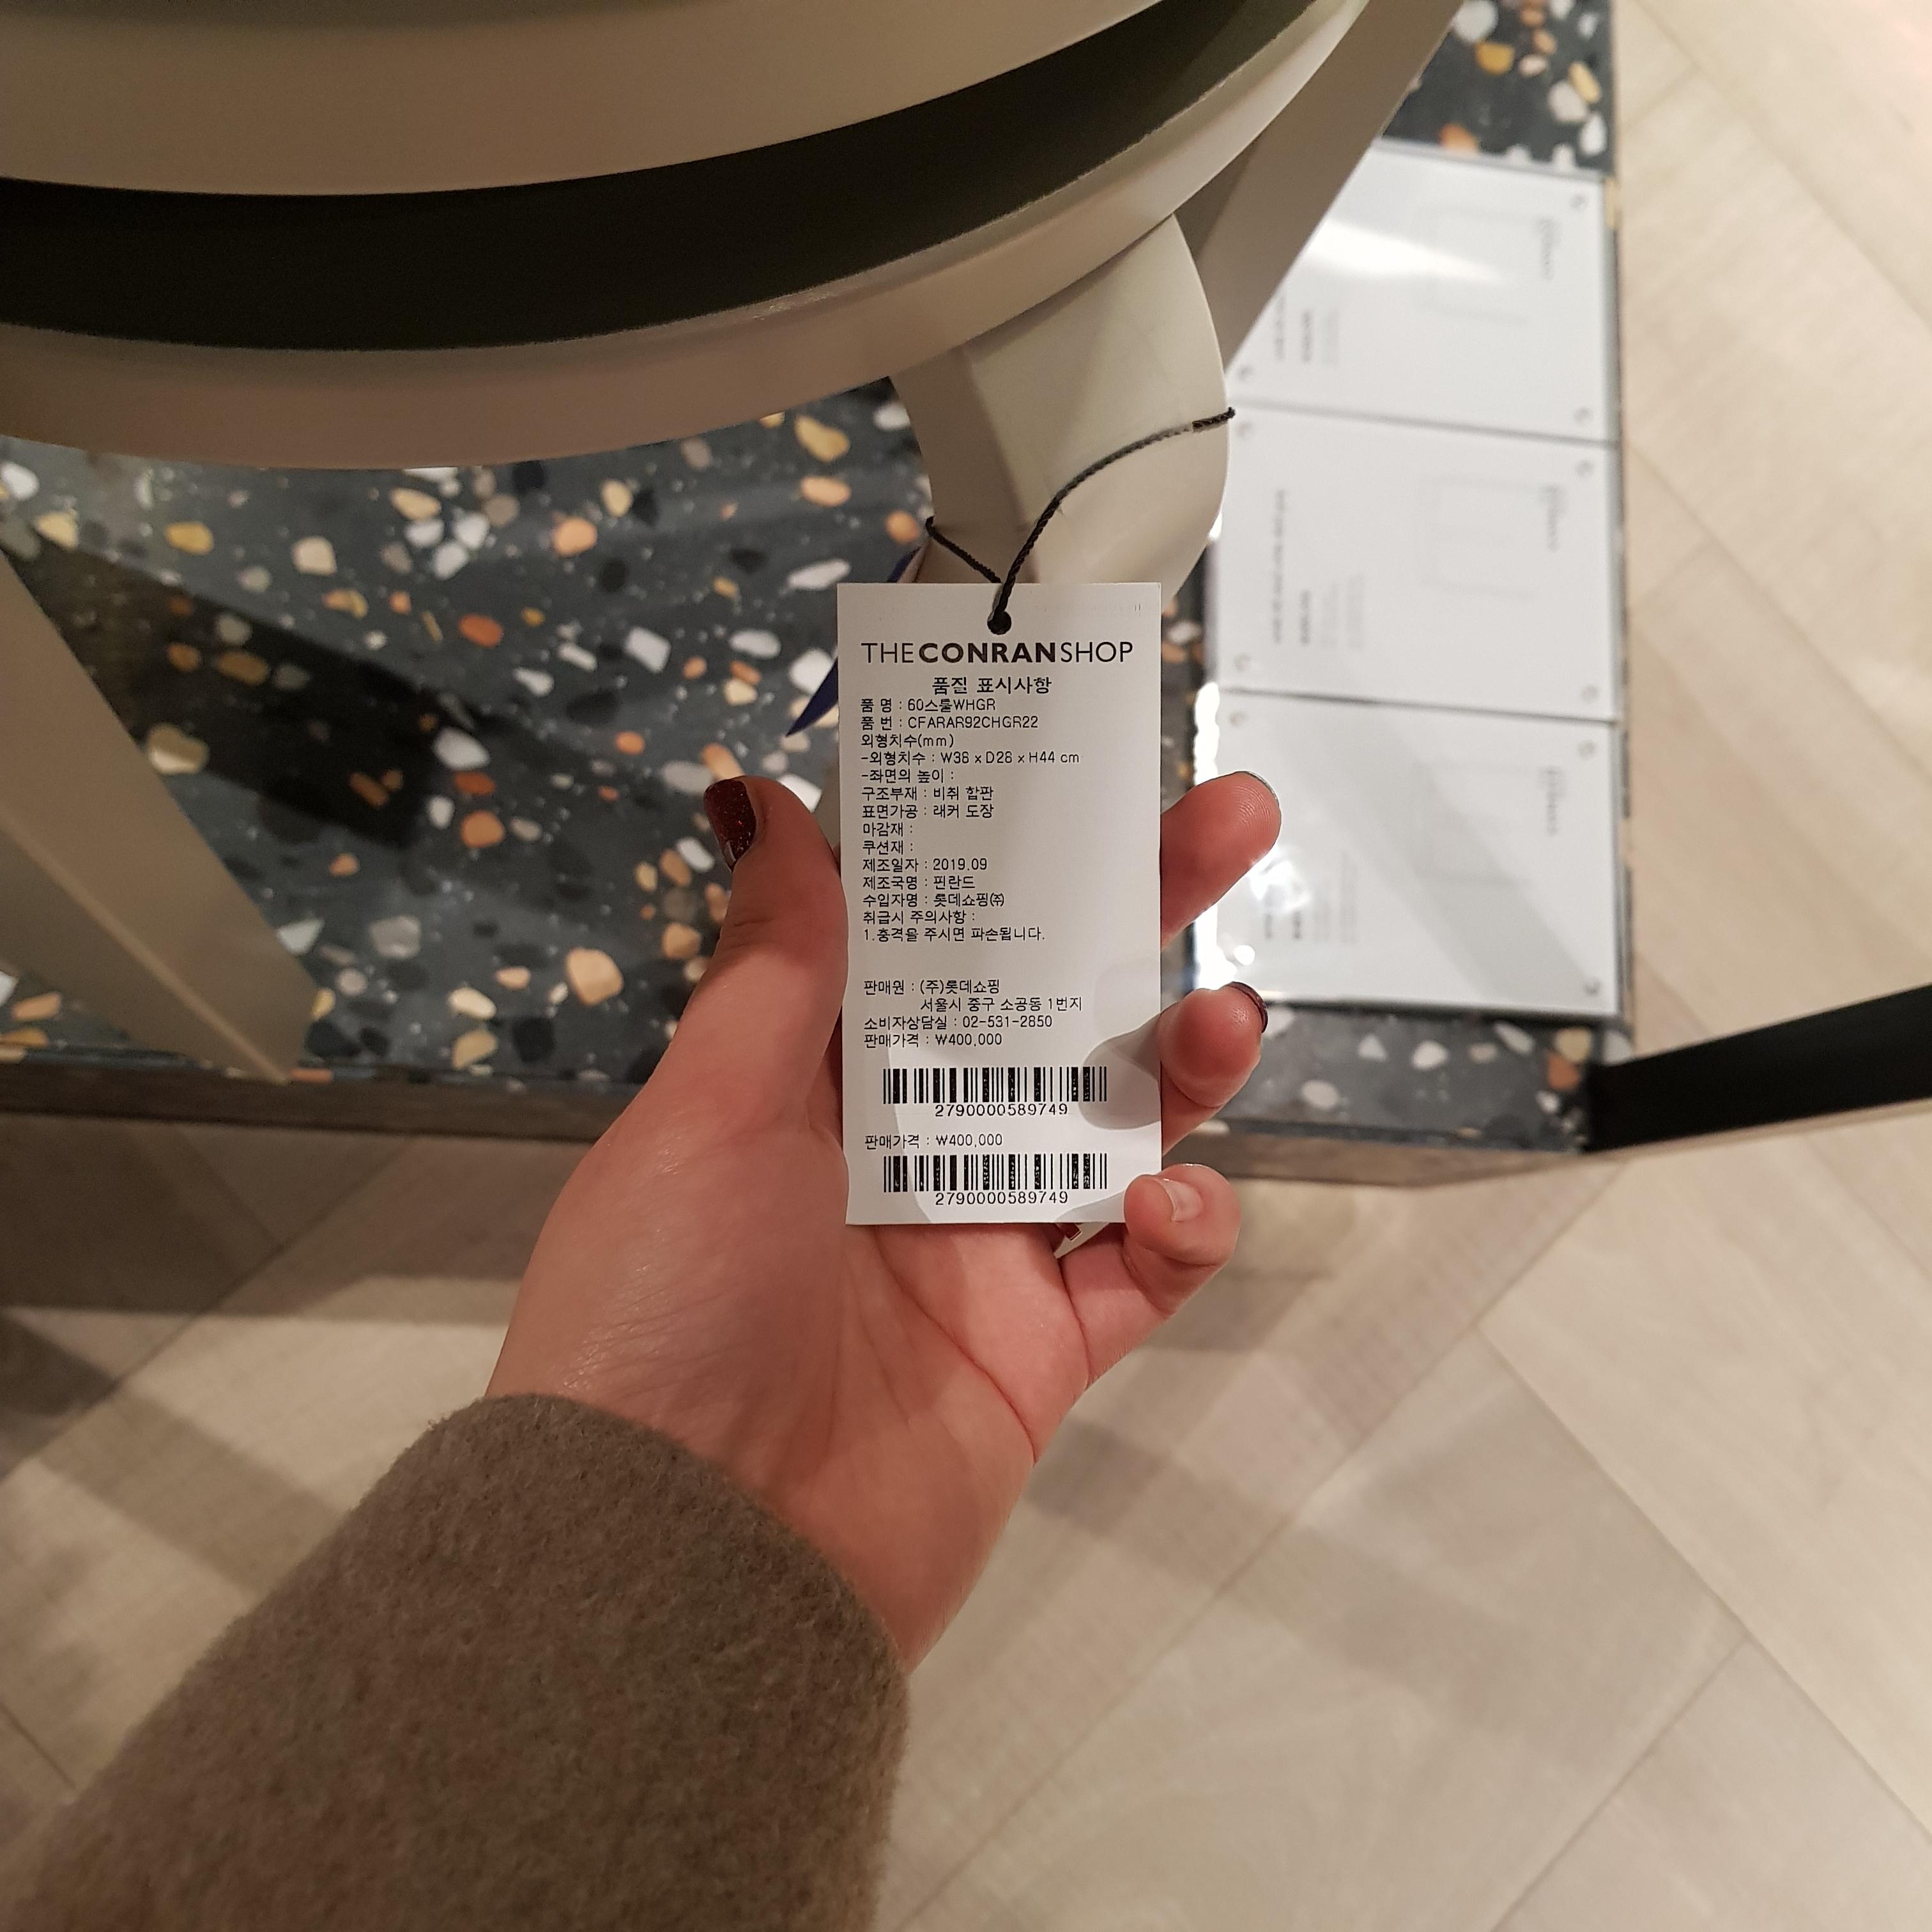 THECONRANSHOP
품질 표시사항
품 명 : 60스툴WHGR
품 번 : CFARAR92CHGR22
외형치수(mm)
-외형치수 : W38 x D28 x H44 cm
-좌면의 높이 :
구조부재 : 비취 합판
표면가공 : 래커 도장
마감재 :
쿠션재 :
제조일자 : 2019.09
제조국명 : 핀란드
수입자명 : 롯데쇼핑㈜
취급시 주의사항 :
1.충격을 주시면 파손됩니다.
판매원 : (주)롯데쇼핑
서울시 중구 소공동 1번지
소비자상담실 : 02-531-2850
판매가격 : ₩400,000
2790000589749
판매가격 : ₩400,000
2790000589749